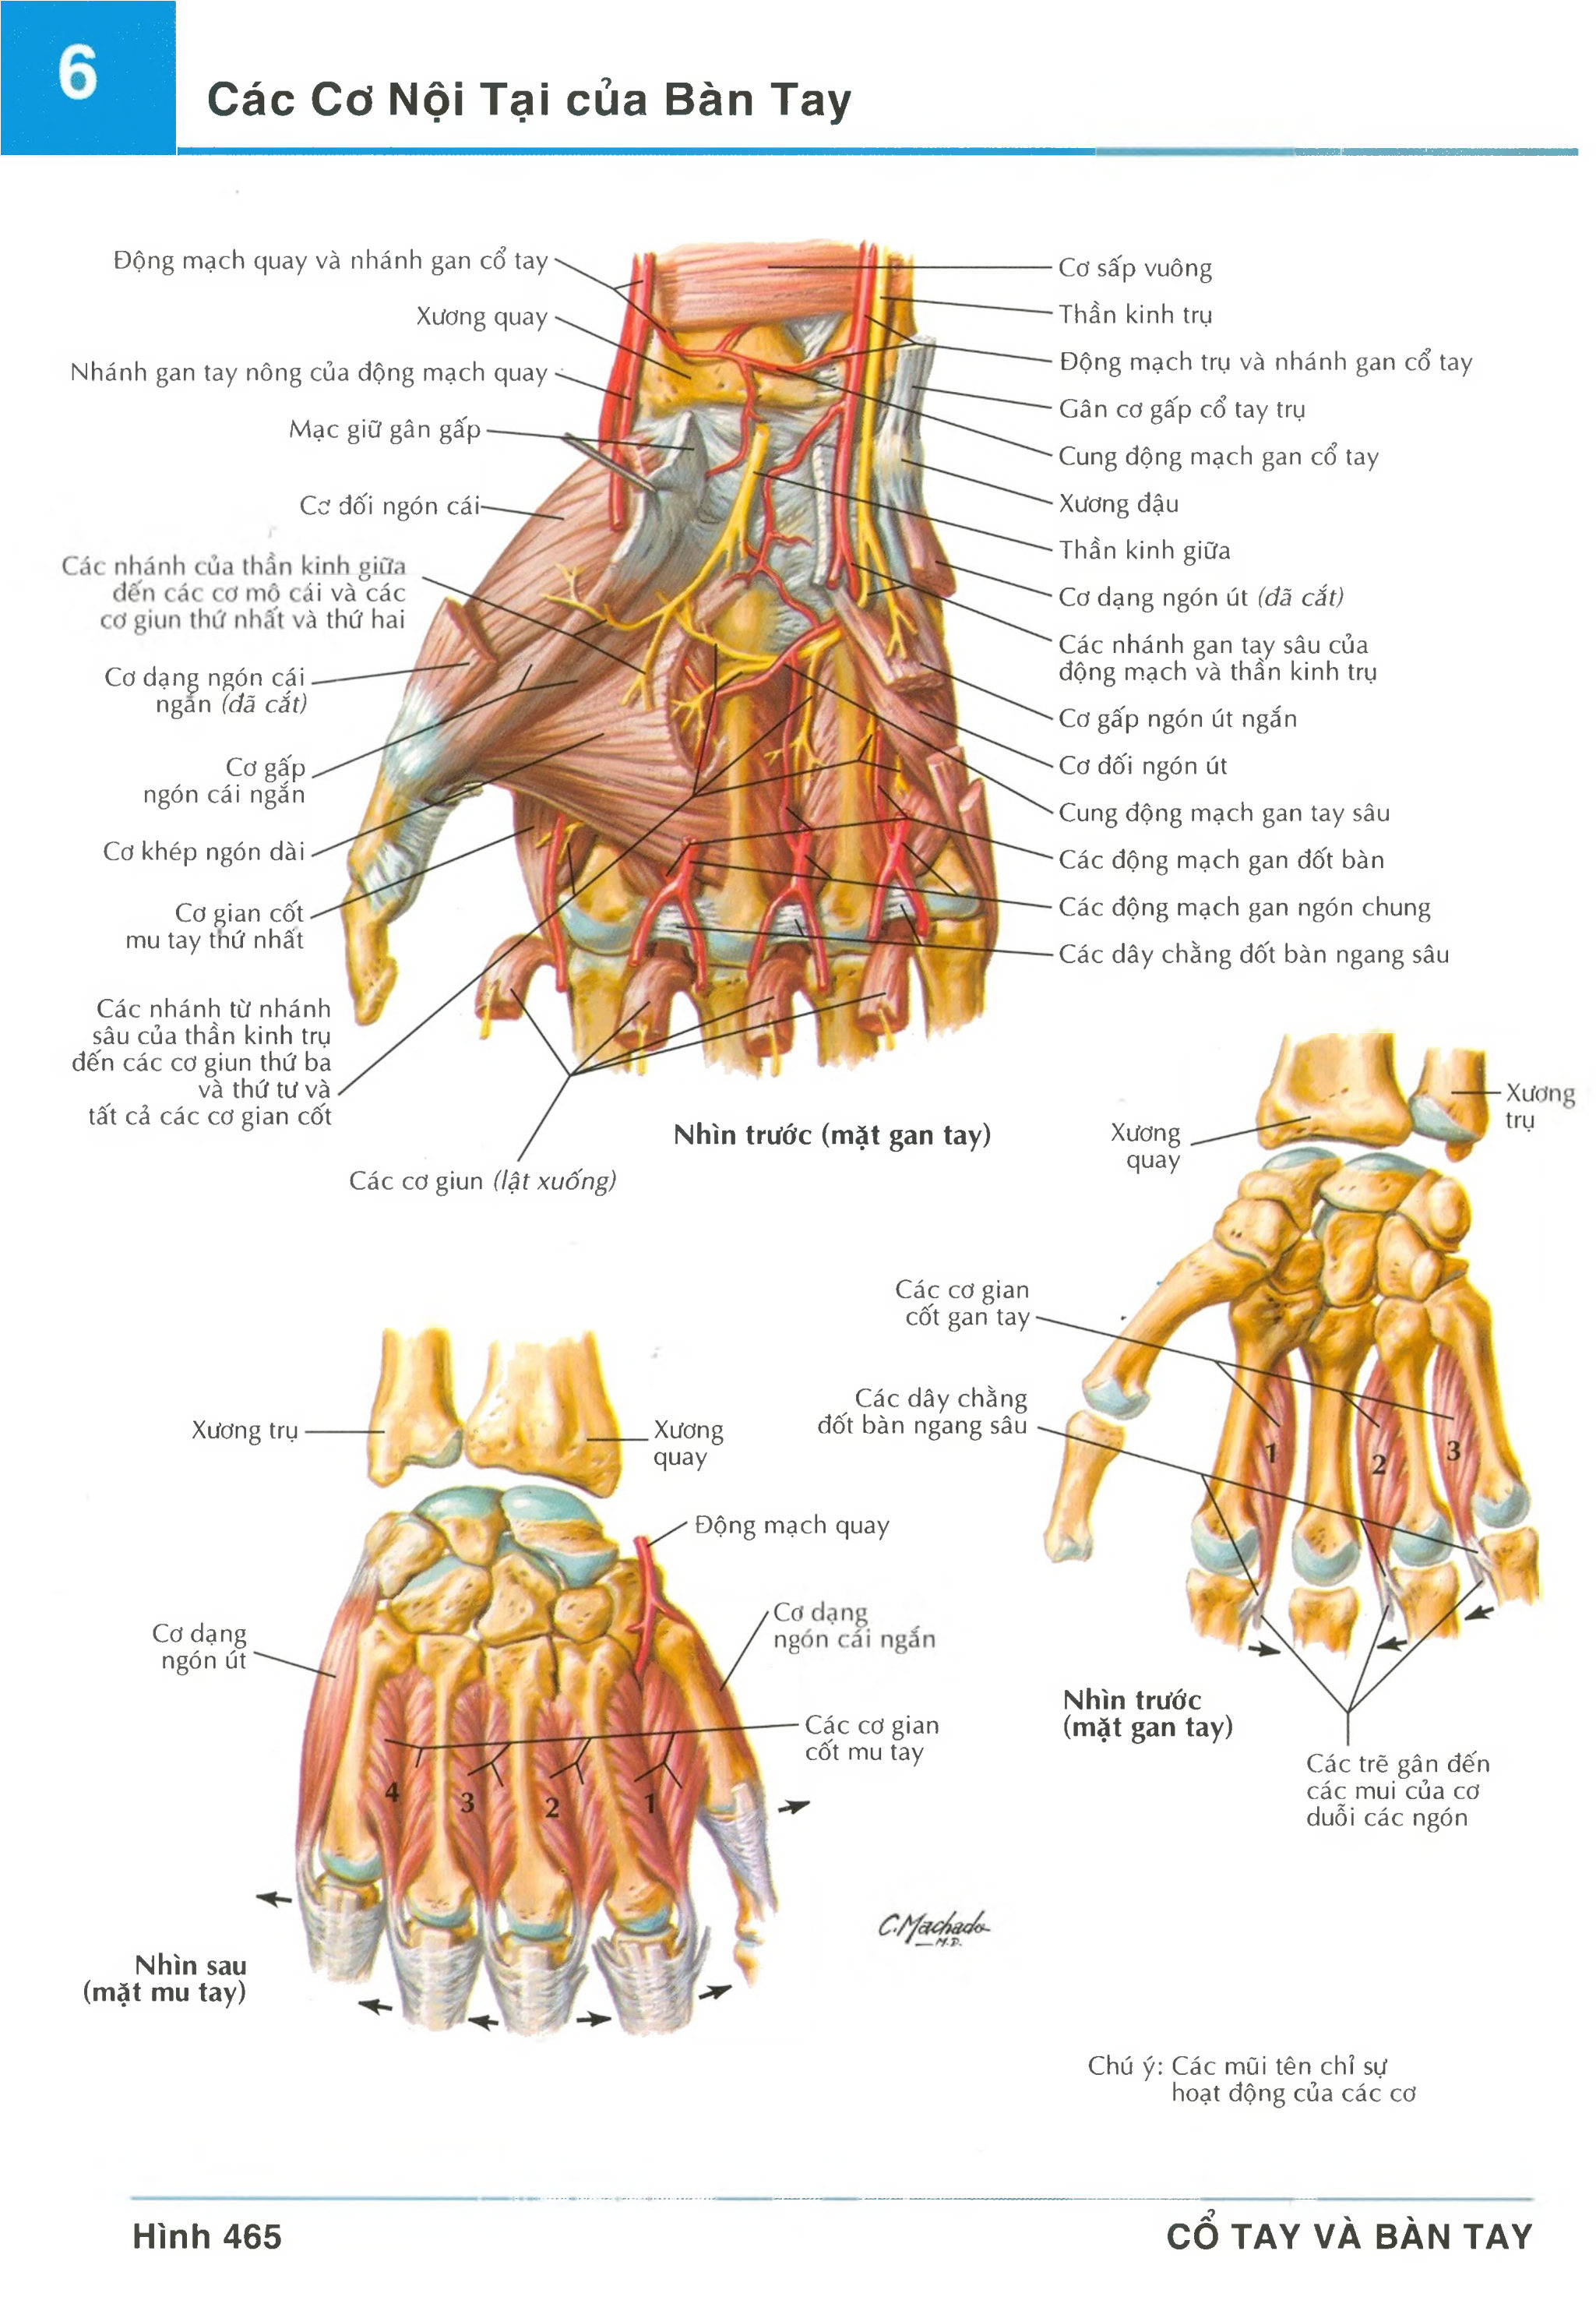 6
Các Cơ Nội Tại của Bàn Tay
Động mạch quay và nhánh gan cổ tay
Xương quay
Nhánh gan tay nông của động mạch quay
Mạc giữ gân gấp
Cơ đối ngón cái
Các nhánh của thần kinh giữa
đến các cơ mô cái và các
cơ giun thứ nhất và thứ hai
Cơ dạng ngón cái
ngắn (đã cắt)
Cơ gấp
ngón cái ngắn
Cơ khép ngón dài
Cơ gian cốt
mu tay thứ nhất
Các nhánh từ nhánh
sâu của thần kinh trụ
đến các cơ giun thứ ba
và thứ tư và
tất cả các cơ gian cốt
Các cơ giun (lật xuống)
Cơ sấp vuông
Thần kinh trụ
Động mạch trụ và nhánh gan cổ tay
Gân cơ gấp cổ tay trụ
Cung động mạch gan cổ tay
Xương đậu
Thần kinh giữa
Cơ dạng ngón út (đã cắt)
Các nhánh gan tay sâu của
động mạch và thần kinh trụ
Cơ gấp ngón út ngắn
Cơ đối ngón út
Cung động mạch gan tay sâu
Các động mạch gan đốt bàn
Các động mạch gan ngón chung
Các dây chằng đốt bàn ngang sâu
Nhìn trước (mặt gan tay)
Xương
quay
Xương
trụ
Các cơ gian
cốt gan tay
Các dây chằng
đốt bàn ngang sâu
1
2
3
Nhìn trước
(mặt gan tay)
Các trẽ gân đến
các mui của cơ
duỗi các ngón
Xương trụ
Xương
quay
Động mạch quay
Cơ dạng
ngón cái ngắn
Cơ dạng
ngón út
Các cơ gian
cốt mu tay
4
3
2
1
Nhìn sau
(mặt mu tay)
C. Machado
M.D.
Chú ý: Các mũi tên chỉ sự
hoạt động của các cơ
Hình 465
CỔ TAY VÀ BÀN TAY